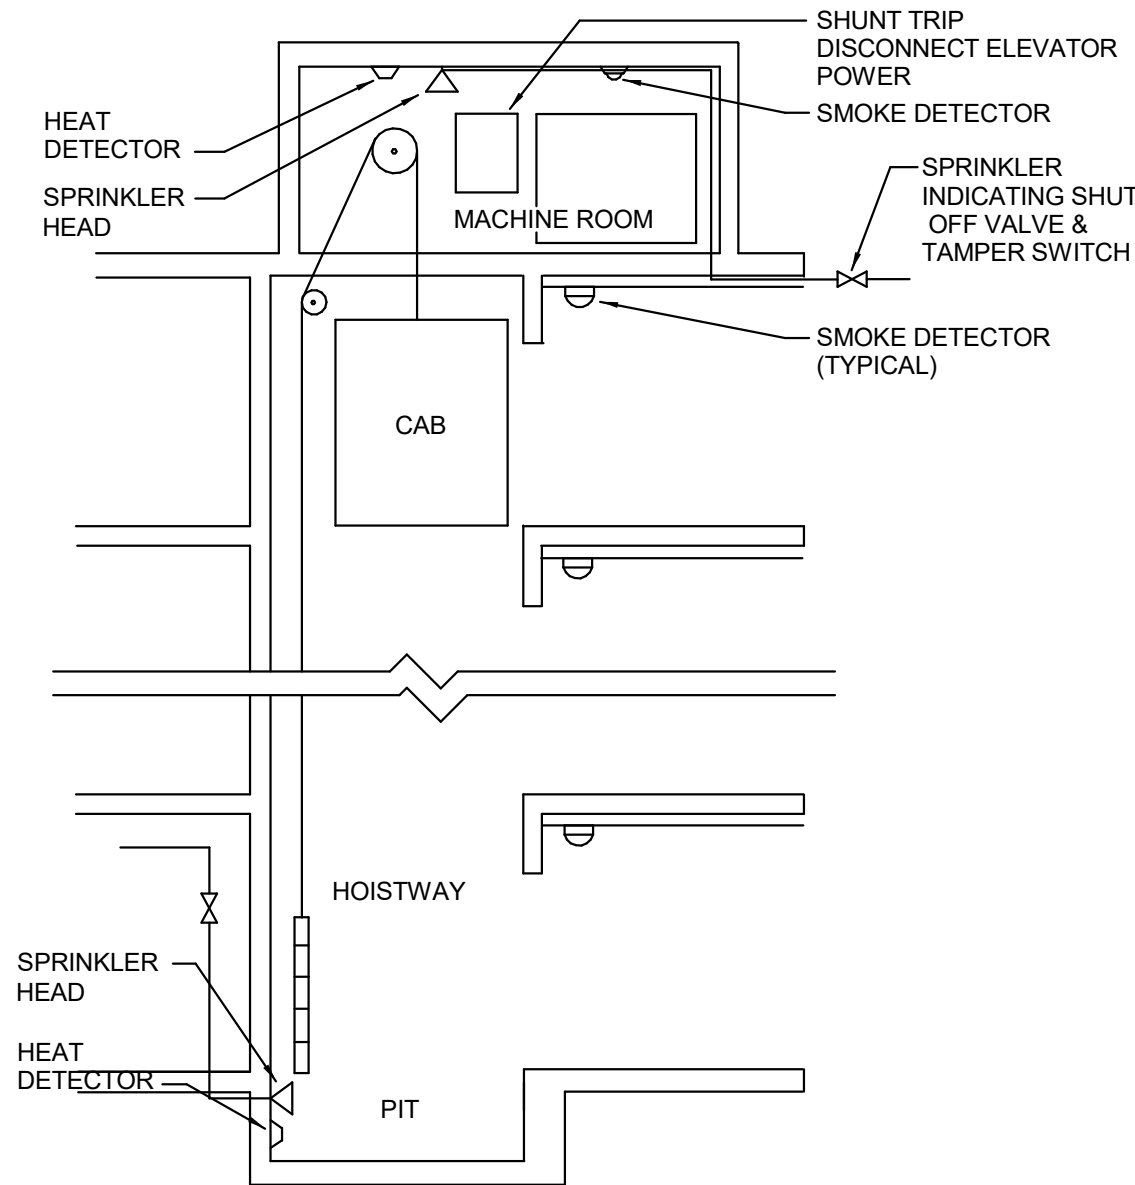 SHUNT TRIP
DISCONNECT ELEVATOR
POWER
SMOKE DETECTOR
HEAT
DETECTOR
SPRINKLER
HEAD
SPRINKLER
INDICATING SHUT
OFF VALVE &
TAMPER SWITCH
MACHINE ROOM
SMOKE DETECTOR
(TYPICAL)
CAB
HOISTWAY
SPRINKLER
HEAD
HEAT
DETECTOR
PIT